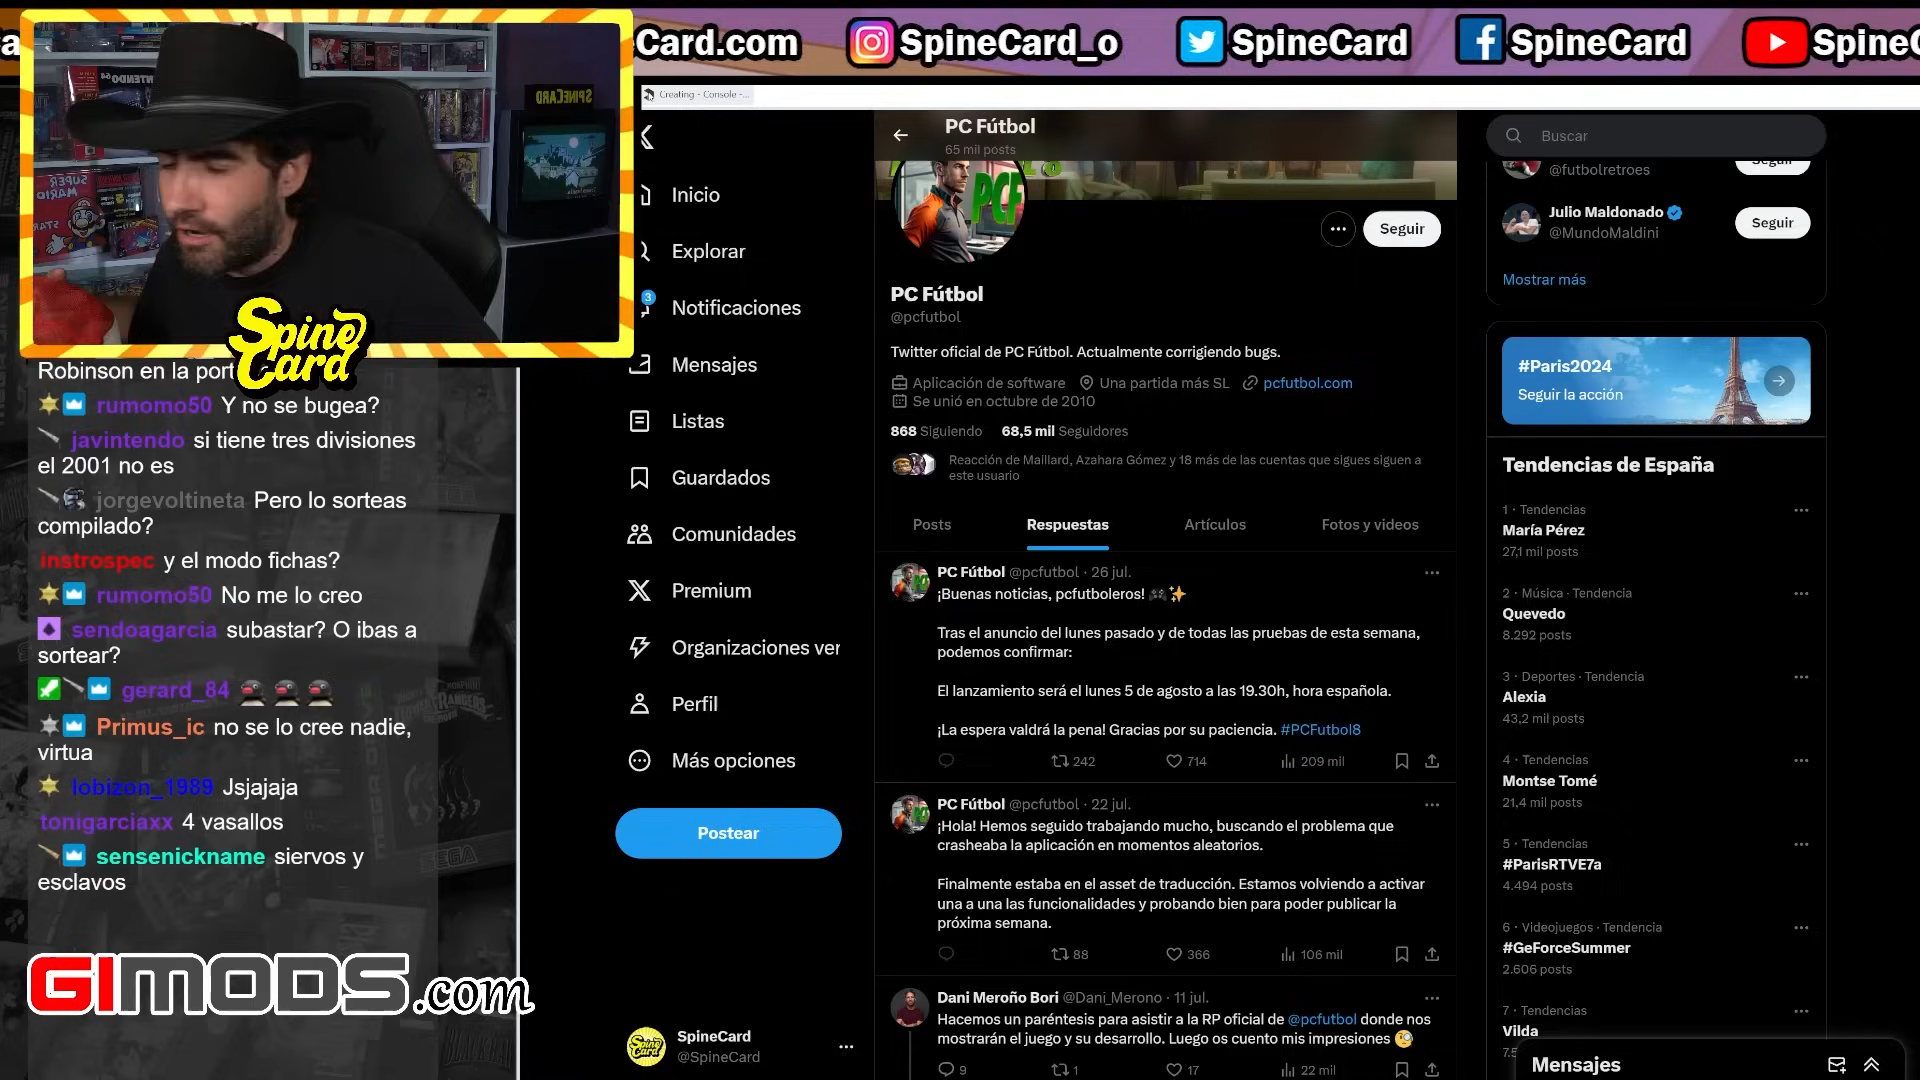 Card.com
SpineCard_o
SpineCard
SpineCard
SpineC
SPINECARD
Spine
Card
Robinson en la port
rumomo50 Y no se bugea?
javintendo si tiene tres divisiones
el 2001 no es
jorgevoltineta Pero lo sorteas
compilado?
instrospec y el modo fichas?
rumomo50 No me lo creo
sendoagarcia subastar? O ibas a
sortear?
gerard_84
Primus_ic no se lo cree nadie,
virtua
lobizon_1989 Jsjajaja
tonigarciaxx 4 vasallos
sensenickname siervos y
esclavos
GIMODS.com
Creating - Console -...
Inicio
Explorar
3
Notificaciones
Mensajes
Listas
Guardados
Comunidades
Premium
Organizaciones ver
Perfil
Más opciones
Postear
SpineCard
@SpineCard
PC Fútbol
65 mil posts
PCF
Seguir
PC Fútbol
@pcfutbol
Twitter oficial de PC Fútbol. Actualmente corrigiendo bugs.
Aplicación de software Una partida más SL pcfutbol.com
Se unió en octubre de 2010
868 Siguiendo 68,5 mil Seguidores
Reacción de Maillard, Azahara Gómez y 18 más de las cuentas que sigues siguen a
este usuario
Posts Respuestas Artículos Fotos y videos
PC Fútbol @pcfutbol · 26 jul.
¡Buenas noticias, pcfutboleros! 🎮✨
Tras el anuncio del lunes pasado y de todas las pruebas de esta semana,
podemos confirmar:
El lanzamiento será el lunes 5 de agosto a las 19.30h, hora española.
¡La espera valdrá la pena! Gracias por su paciencia. #PCFutbol8
242 714 209 mil
PC Fútbol @pcfutbol · 22 jul.
¡Hola! Hemos seguido trabajando mucho, buscando el problema que
crasheaba la aplicación en momentos aleatorios.
Finalmente estaba en el asset de traducción. Estamos volviendo a activar
una a una las funcionalidades y probando bien para poder publicar la
próxima semana.
88 366 106 mil
Dani Meroño Bori @Dani_Merono · 11 jul.
Hacemos un paréntesis para asistir a la RP oficial de @pcfutbol donde nos
mostrarán el juego y su desarrollo. Luego os cuento mis impresiones 🧐
9 1 17 22 mil
Buscar
@futbolretroes
Seguir
Julio Maldonado
@MundoMaldini
Seguir
Mostrar más
#Paris2024
Seguir la acción
Tendencias de España
1 · Tendencias
María Pérez
27,1 mil posts
2 · Música · Tendencia
Quevedo
8.292 posts
3 · Deportes · Tendencia
Alexia
43,2 mil posts
4 · Tendencias
Montse Tomé
21,4 mil posts
5 · Tendencias
#ParisRTVE7a
4.494 posts
6 · Videojuegos · Tendencia
#GeForceSummer
2.606 posts
7 · Tendencias
Vilda
Mensajes